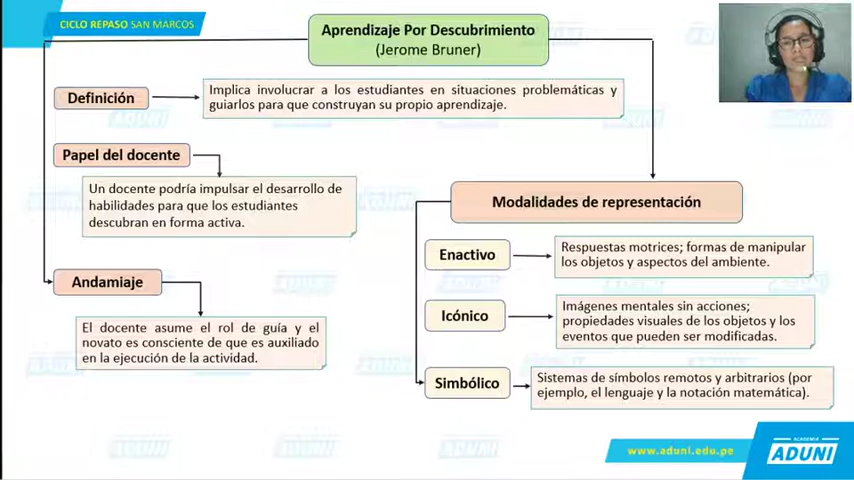 CICLO REPASO SAN MARCOS
Aprendizaje Por Descubrimiento
(Jerome Bruner)
Definición
Implica involucrar a los estudiantes en situaciones problemáticas y
guiarlos para que construyan su propio aprendizaje.
Papel del docente
Un docente podría impulsar el desarrollo de
habilidades para que los estudiantes
descubran en forma activa.
Andamiaje
El docente asume el rol de guía y el
novato es consciente de que es auxiliado
en la ejecución de la actividad.
Modalidades de representación
Enactivo
Respuestas motrices; formas de manipular
los objetos y aspectos del ambiente.
Icónico
Imágenes mentales sin acciones;
propiedades visuales de los objetos y los
eventos que pueden ser modificadas.
Simbólico
Sistemas de símbolos remotos y arbitrarios (por
ejemplo, el lenguaje y la notación matemática).
www.aduni.edu.pe
ACADEMIA
ADUNI